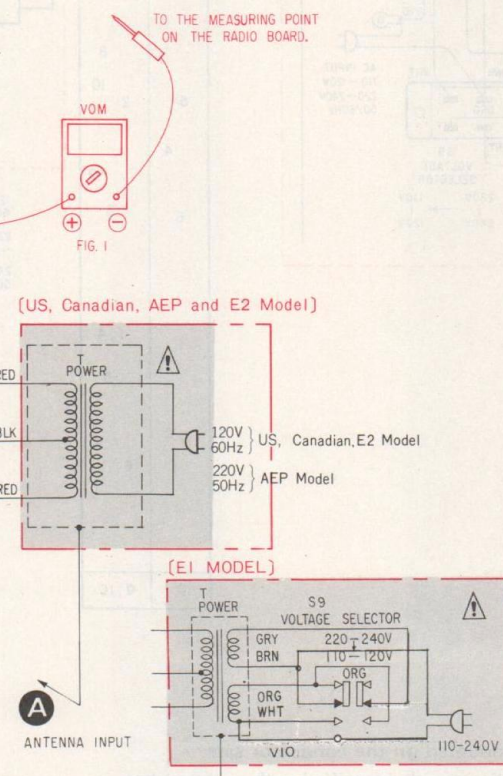 TO THE MEASURING POINT
ON THE RADIO BOARD.
VOM
⊕ ⊖
FIG. 1
[US, Canadian, AEP and E2 Model]
T
POWER
RED
BLK
RED
120V
60Hz } US, Canadian, E2 Model
220V
50Hz } AEP Model
[E1 MODEL]
T
POWER
S9
VOLTAGE SELECTOR
GRY
BRN
220-240V
110-120V
ORG
ORG
WHT
VIO
110-240V
A
ANTENNA INPUT